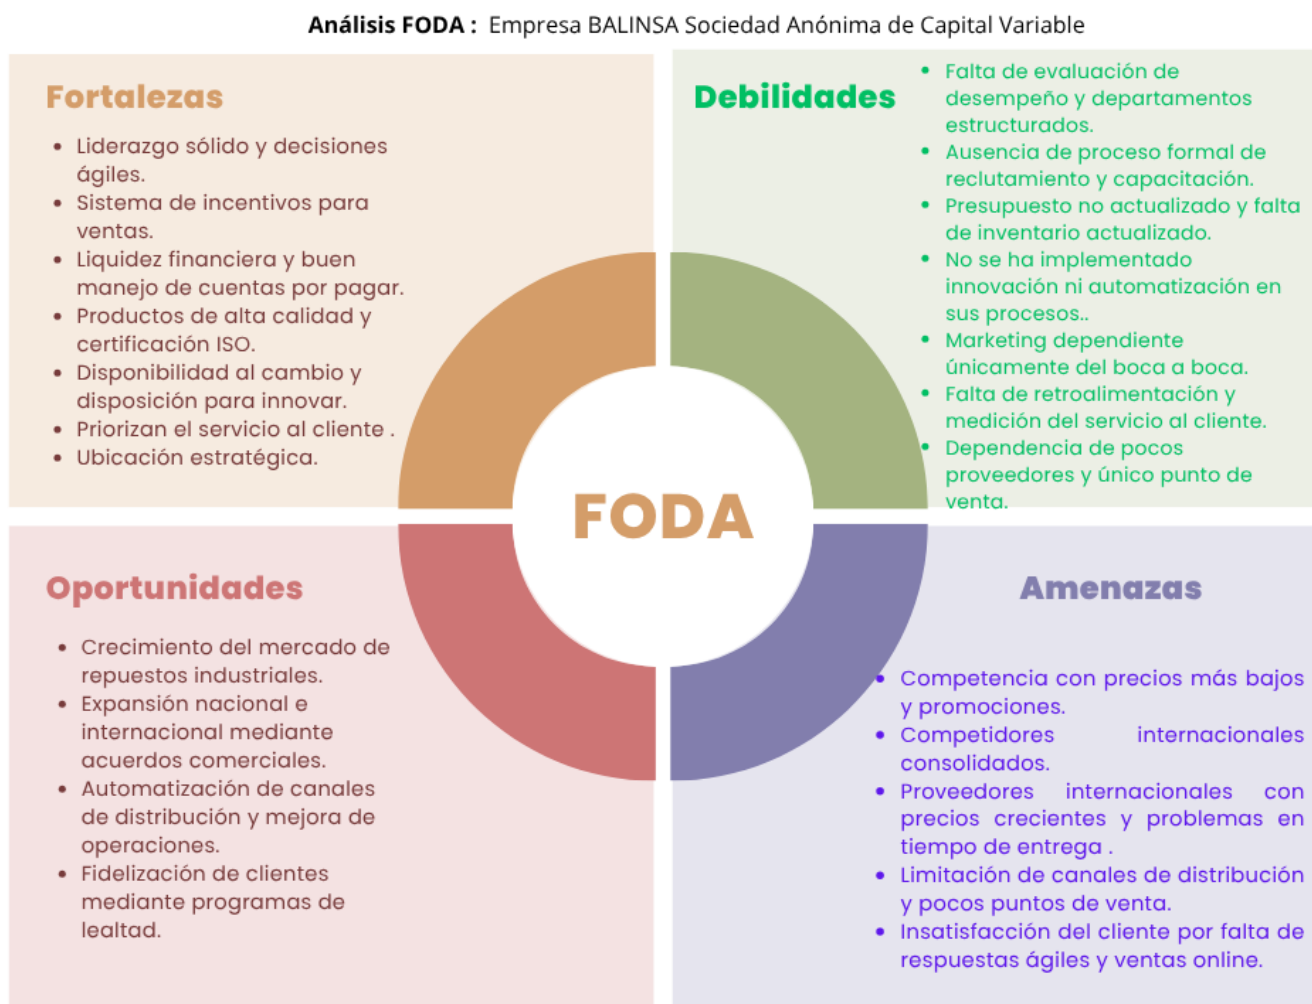 Análisis FODA : Empresa BALINSA Sociedad Anónima de Capital Variable
Fortalezas
• Liderazgo sólido y decisiones
ágiles.
• Sistema de incentivos para
ventas.
• Liquidez financiera y buen
manejo de cuentas por pagar.
• Productos de alta calidad y
certificación ISO.
• Disponibilidad al cambio y
disposición para innovar.
• Priorizan el servicio al cliente .
• Ubicación estratégica.
Debilidades
• Falta de evaluación de
desempeño y departamentos
estructurados.
• Ausencia de proceso formal de
reclutamiento y capacitación.
• Presupuesto no actualizado y falta
de inventario actualizado.
• No se ha implementado
innovación ni automatización en
sus procesos..
• Marketing dependiente
únicamente del boca a boca.
• Falta de retroalimentación y
medición del servicio al cliente.
• Dependencia de pocos
proveedores y único punto de
venta.
FODA
Oportunidades
• Crecimiento del mercado de
repuestos industriales.
• Expansión nacional e
internacional mediante
acuerdos comerciales.
• Automatización de canales
de distribución y mejora de
operaciones.
• Fidelización de clientes
mediante programas de
lealtad.
Amenazas
• Competencia con precios más bajos
y promociones.
• Competidores internacionales
consolidados.
• Proveedores internacionales con
precios crecientes y problemas en
tiempo de entrega .
• Limitación de canales de distribución
y pocos puntos de venta.
• Insatisfacción del cliente por falta de
respuestas ágiles y ventas online.